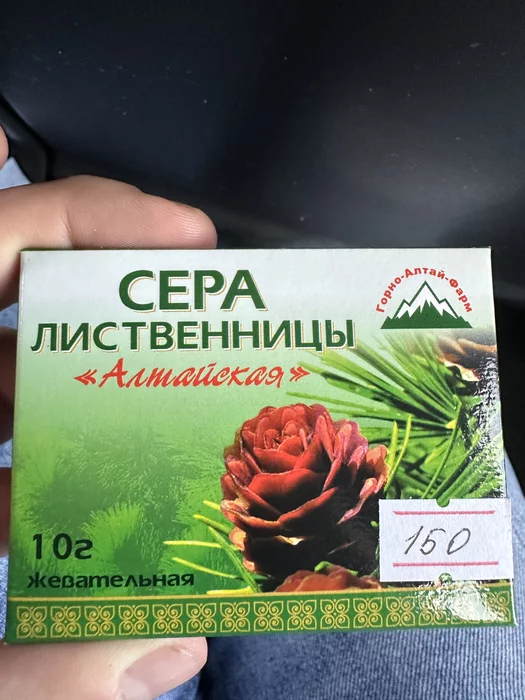 Горно-Алтай-Фарм
СЕРА
ЛИСТВЕННИЦЫ
«Алтайская»
10г
жевательная
150